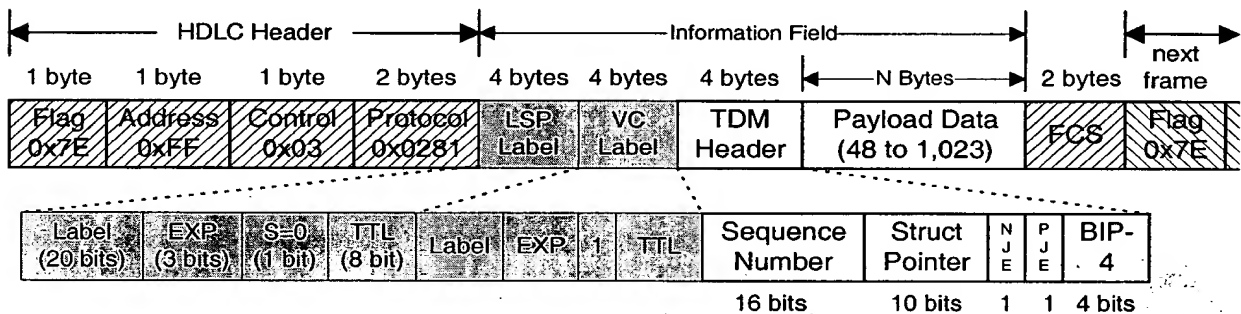 HDLC Header
Information Field
next frame
1 byte 1 byte 1 byte 2 bytes 4 bytes 4 bytes 4 bytes N Bytes 2 bytes
Flag 0x7E
Address 0xFF
Control 0x03
Protocol 0x0281
LSP Label
VC Label
TDM Header
Payload Data (48 to 1,023)
FCS
Flag 0x7E
Label (20 bits)
EXP (3 bits)
S=0 (1 bit)
TTL (8 bit)
Label
EXP
1
TTL
Sequence Number
Struct Pointer
NJE
PJE
BIP-4
16 bits 10 bits 1 1 4 bits